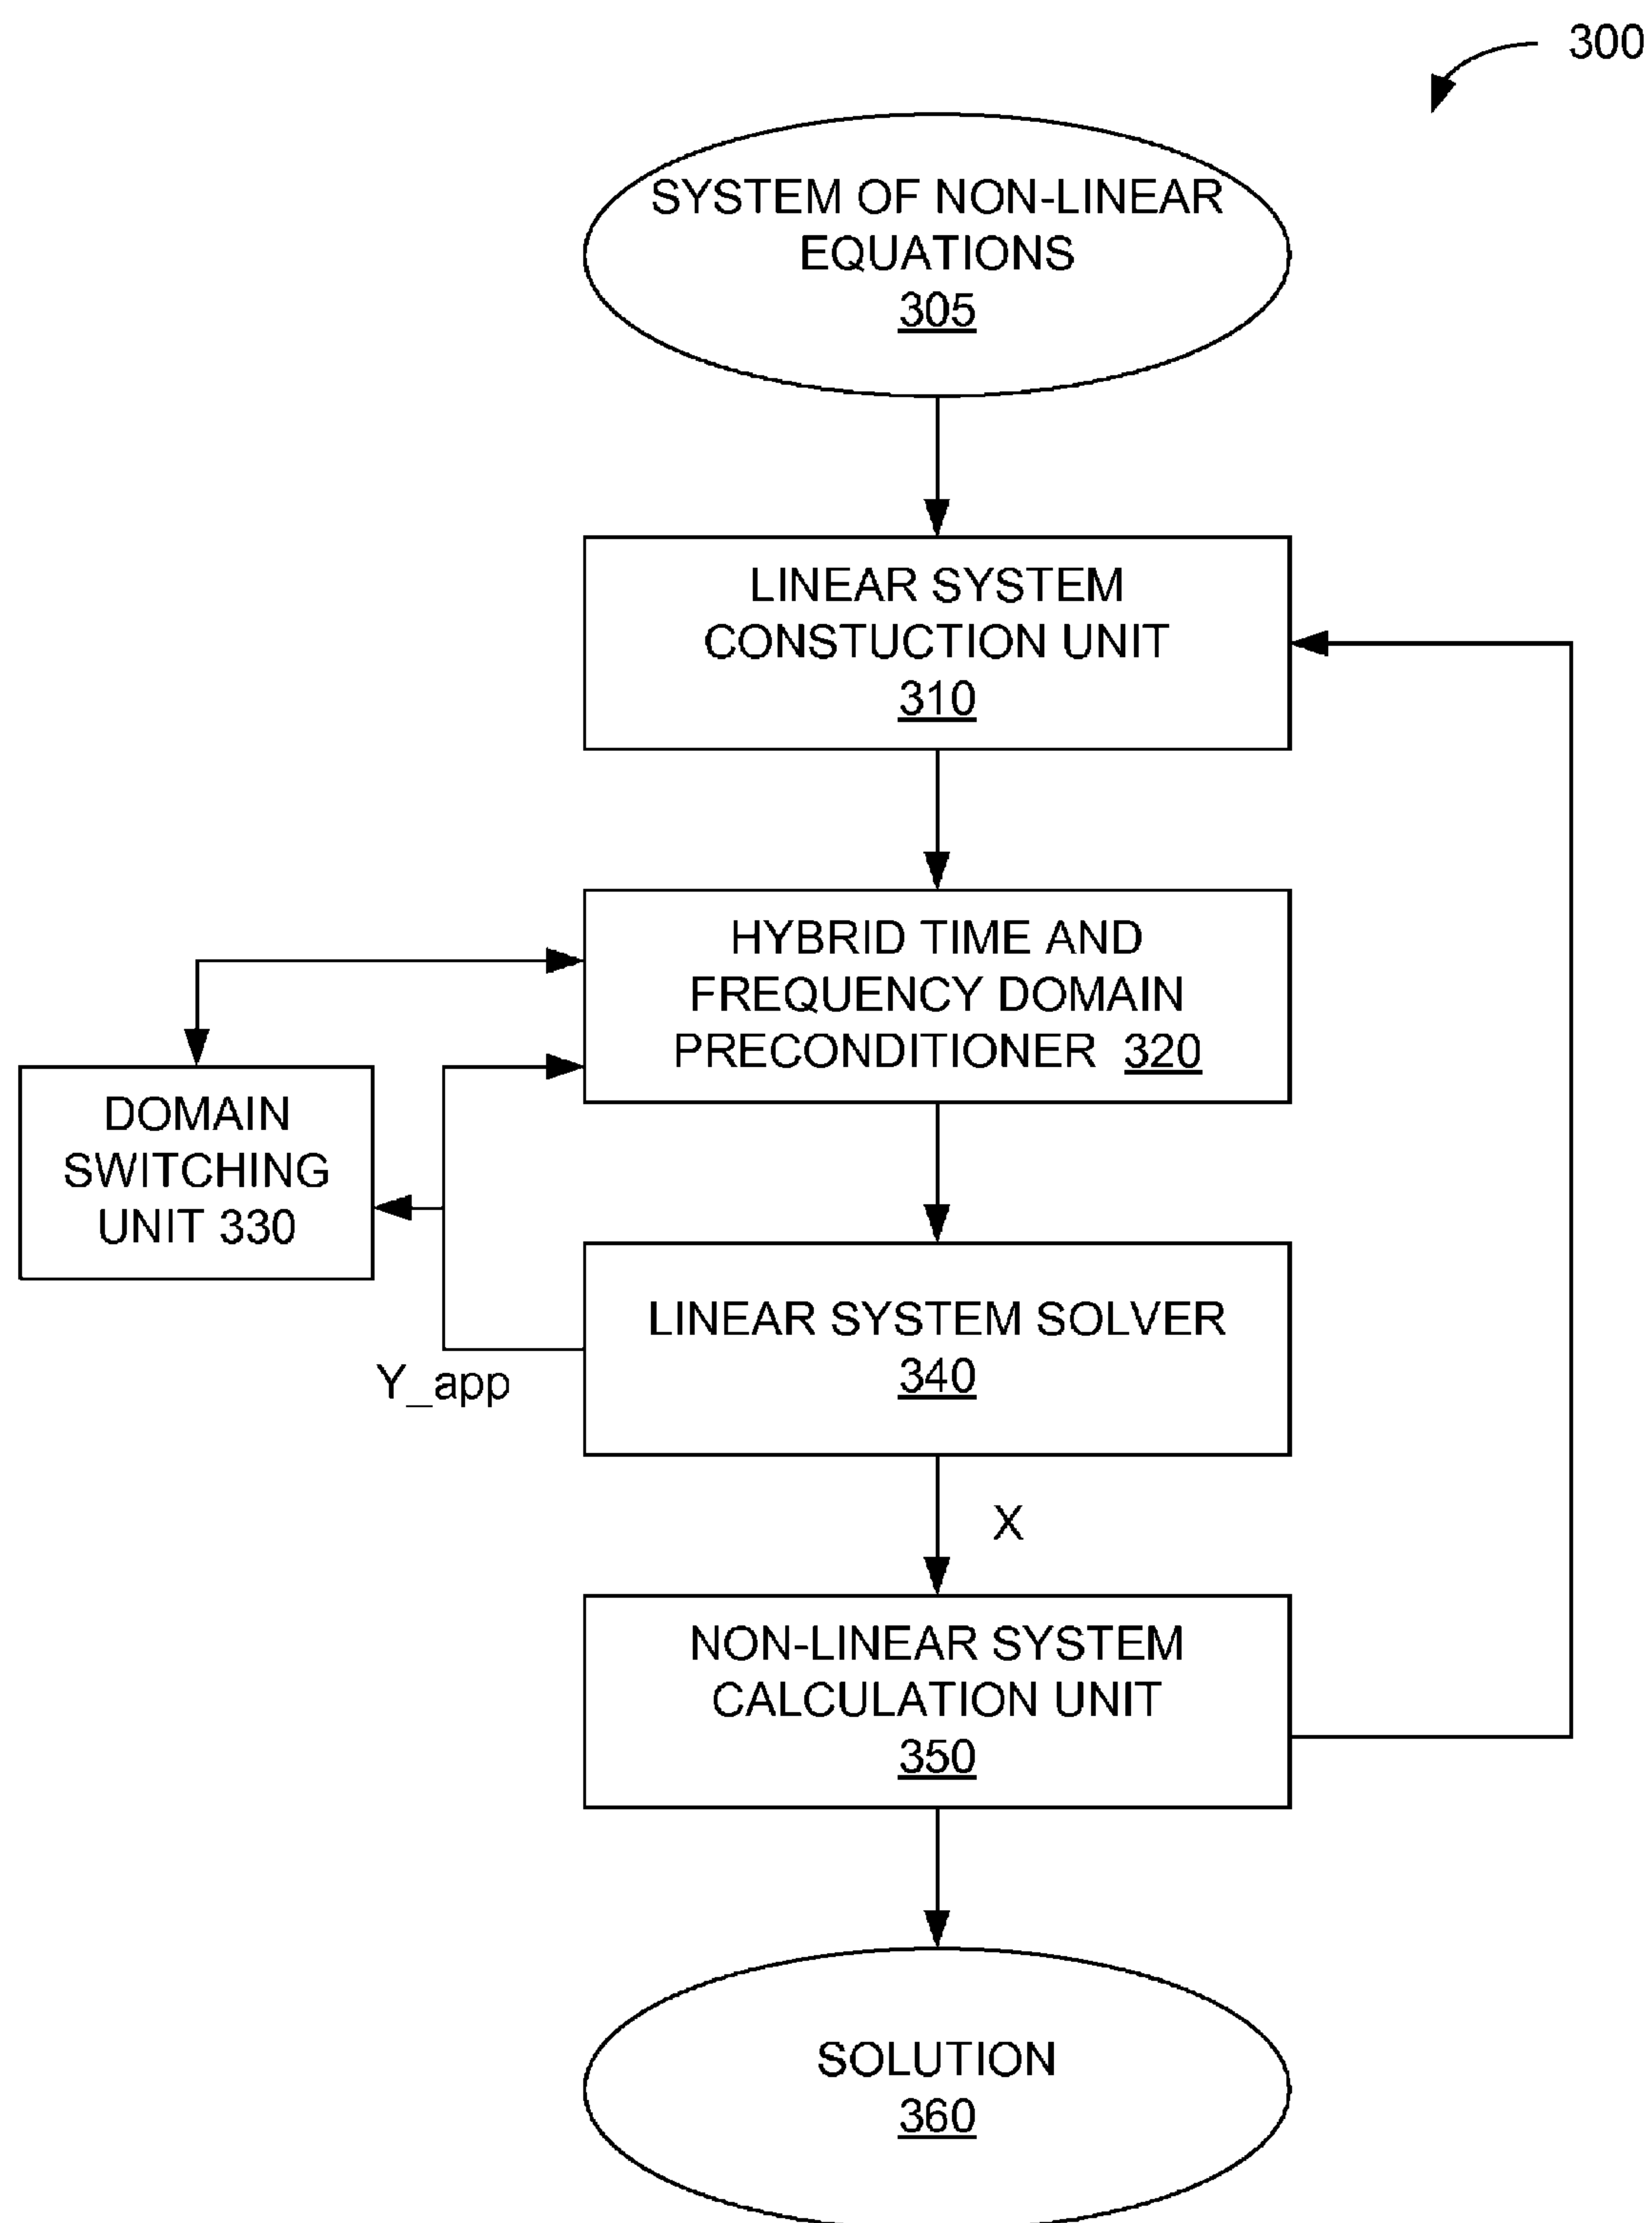 300
SYSTEM OF NON-LINEAR
EQUATIONS
305
LINEAR SYSTEM
CONSTUCTION UNIT
310
HYBRID TIME AND
FREQUENCY DOMAIN
PRECONDITIONER 320
DOMAIN
SWITCHING
UNIT 330
LINEAR SYSTEM SOLVER
340
Y_app
X
NON-LINEAR SYSTEM
CALCULATION UNIT
350
SOLUTION
360